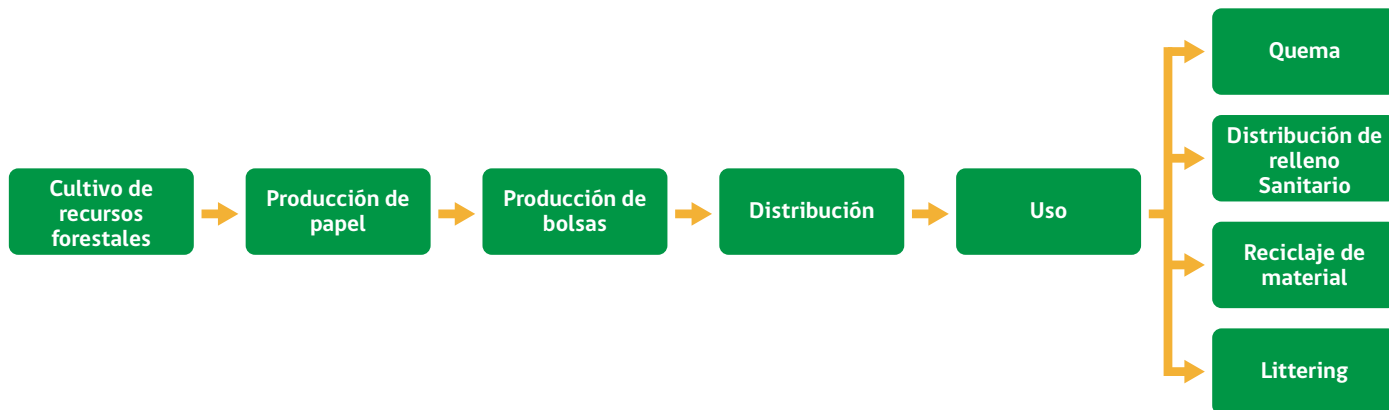 Cultivo de
recursos
forestales
Producción de
papel
Producción de
bolsas
Distribución
Uso
Quema
Distribución de
relleno
Sanitario
Reciclaje de
material
Littering